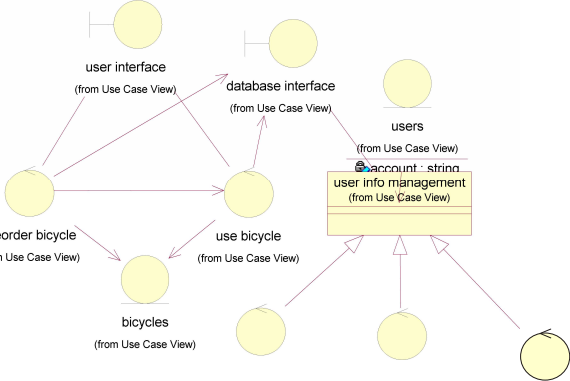 user interface
(from Use Case View)
database interface
(from Use Case View)
users
(from Use Case View)
account : string
user info management
(from Use Case View)
eorder bicycle
n Use Case View)
use bicycle
(from Use Case View)
bicycles
(from Use Case View)